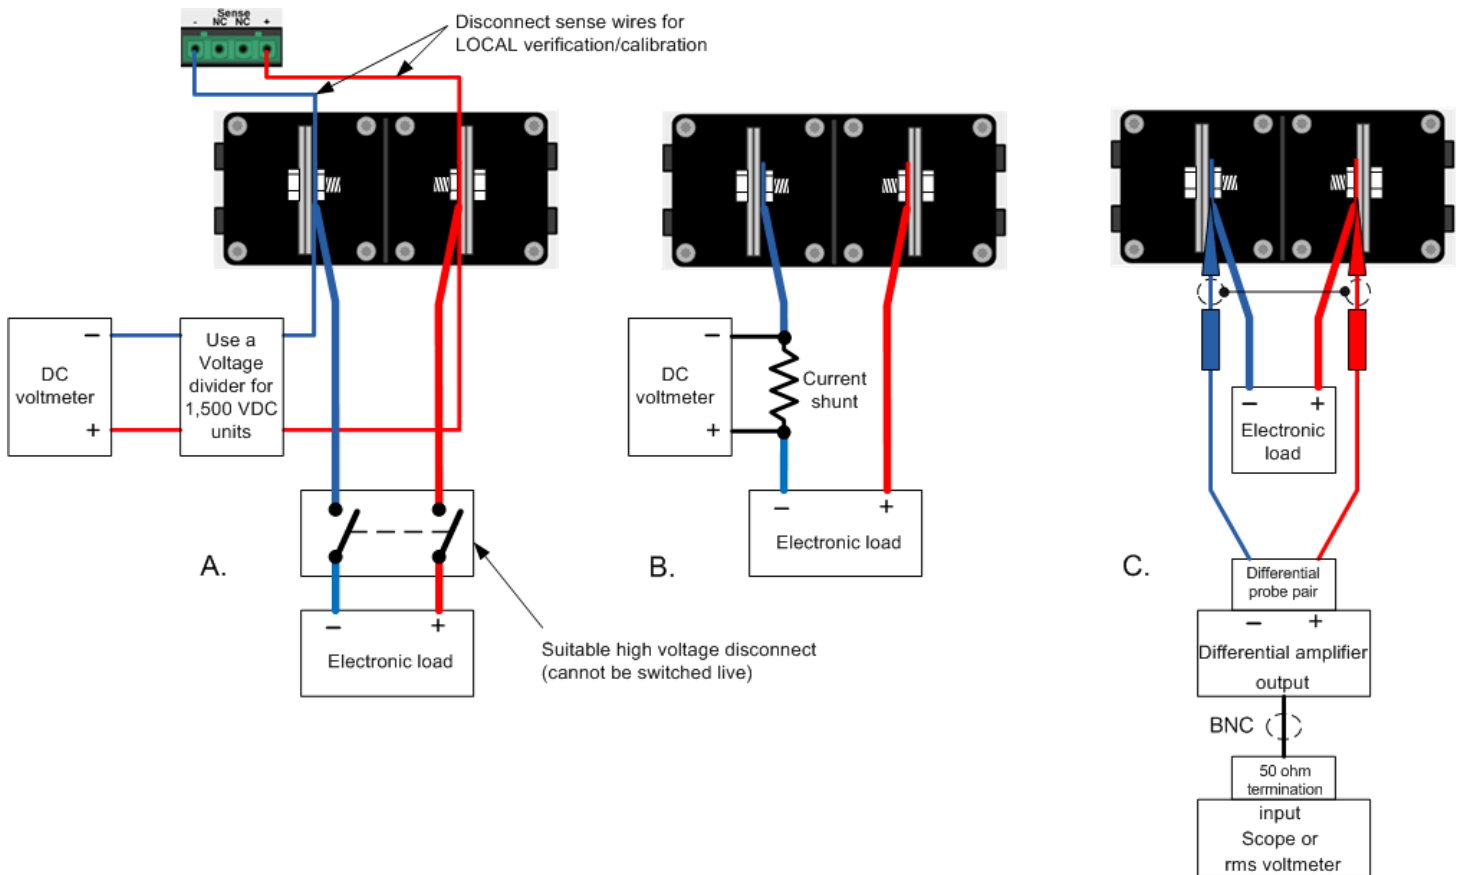 Sense
- NC NC +
Disconnect sense wires for
LOCAL verification/calibration
−
DC
voltmeter
+
Use a
Voltage
divider for
1,500 VDC
units
A.
− +
Electronic load
Suitable high voltage disconnect
(cannot be switched live)
−
DC
voltmeter
+
Current
shunt
B.
− +
Electronic load
− +
Electronic
load
C.
Differential
probe pair
− +
Differential amplifier
output
BNC
50 ohm
termination
input
Scope or
rms voltmeter